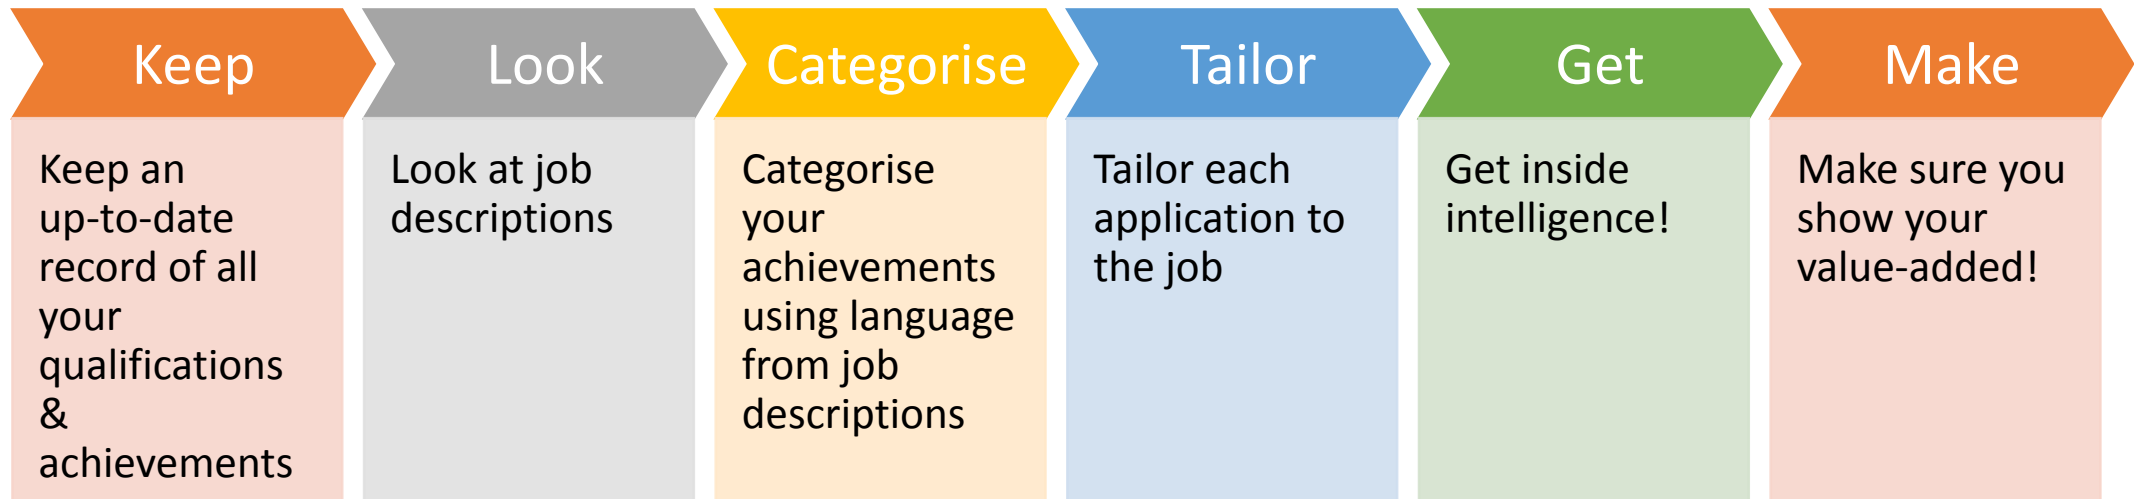 Keep
Keep an
up-to-date
record of all
your
qualifications
&
achievements
Look
Look at job
descriptions
Categorise
Categorise
your
achievements
using language
from job
descriptions
Tailor
Tailor each
application to
the job
Get
Get inside
intelligence!
Make
Make sure you
show your
value-added!